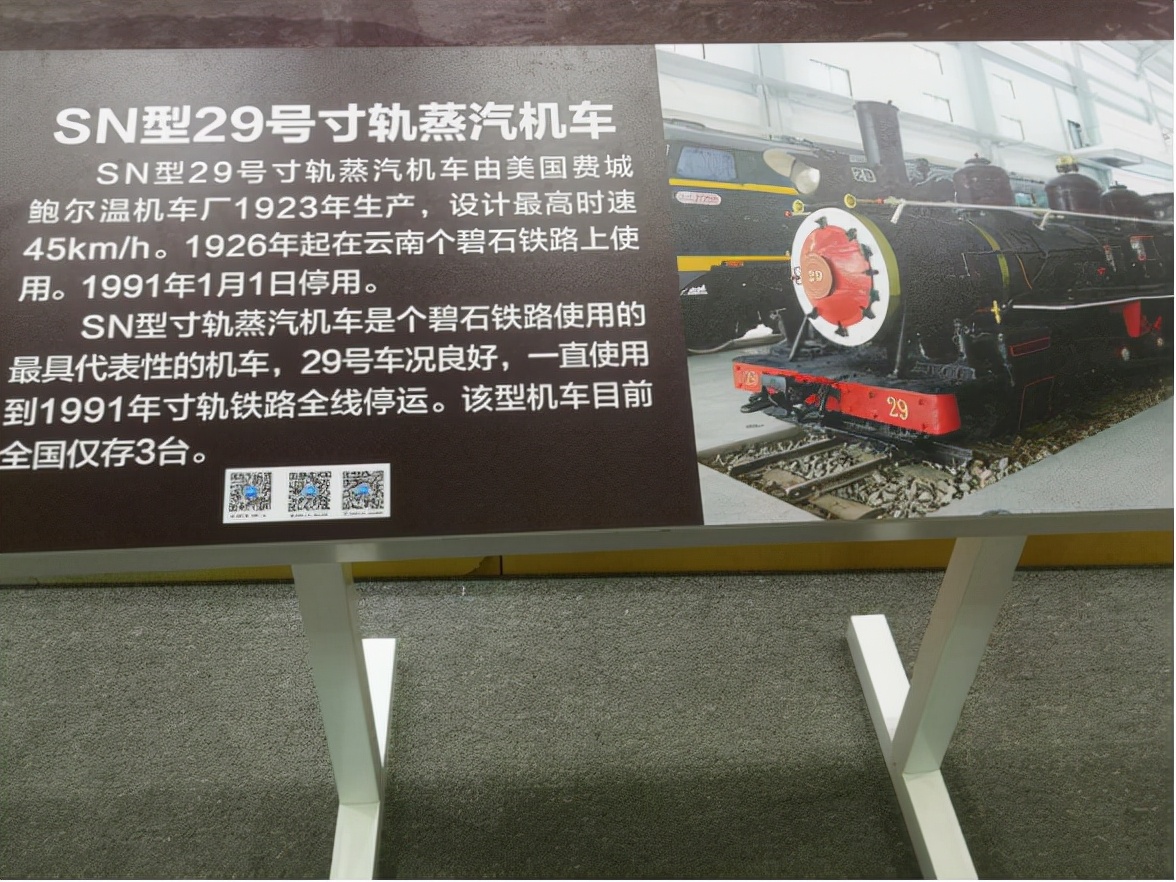 SN型29号寸轨蒸汽机车
SN型29号寸轨蒸汽机车由美国费城
鲍尔温机车厂1923年生产，设计最高时速
45km/h。1926年起在云南个碧石铁路上使
用。1991年1月1日停用。
SN型寸轨蒸汽机车是个碧石铁路使用的
最具代表性的机车，29号车况良好，一直使用
到1991年寸轨铁路全线停运。该型机车目前
全国仅存3台。
29
29